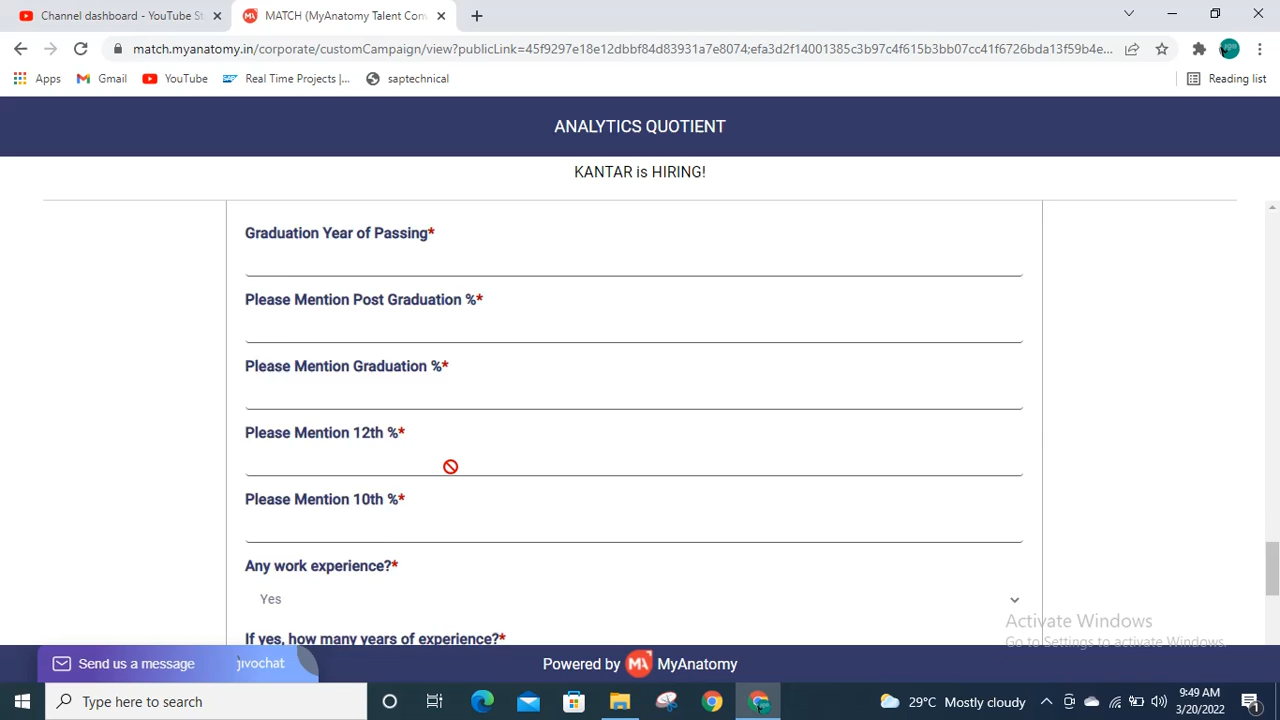 Channel dashboard - YouTube St
MATCH (MyAnatomy Talent Com
match.myanatomy.in/corporate/customCampaign/view?publicLink=45f9297e18e12dbbf84d83931a7e8074;efa3d2f14001385c3b97c4f615b3bb07cc41f6726bda13f59b4e...
Apps
Gmail
YouTube
Real Time Projects |...
saptechnical
Reading list
ANALYTICS QUOTIENT
KANTAR is HIRING!
Graduation Year of Passing*
Please Mention Post Graduation %*
Please Mention Graduation %*
Please Mention 12th %*
Please Mention 10th %*
Any work experience?*
Yes
If yes, how many years of experience?*
Activate Windows
Go to Settings to activate Windows.
Send us a message
jivochat
Powered by MyAnatomy
Type here to search
29°C Mostly cloudy
9:49 AM
3/20/2022
1